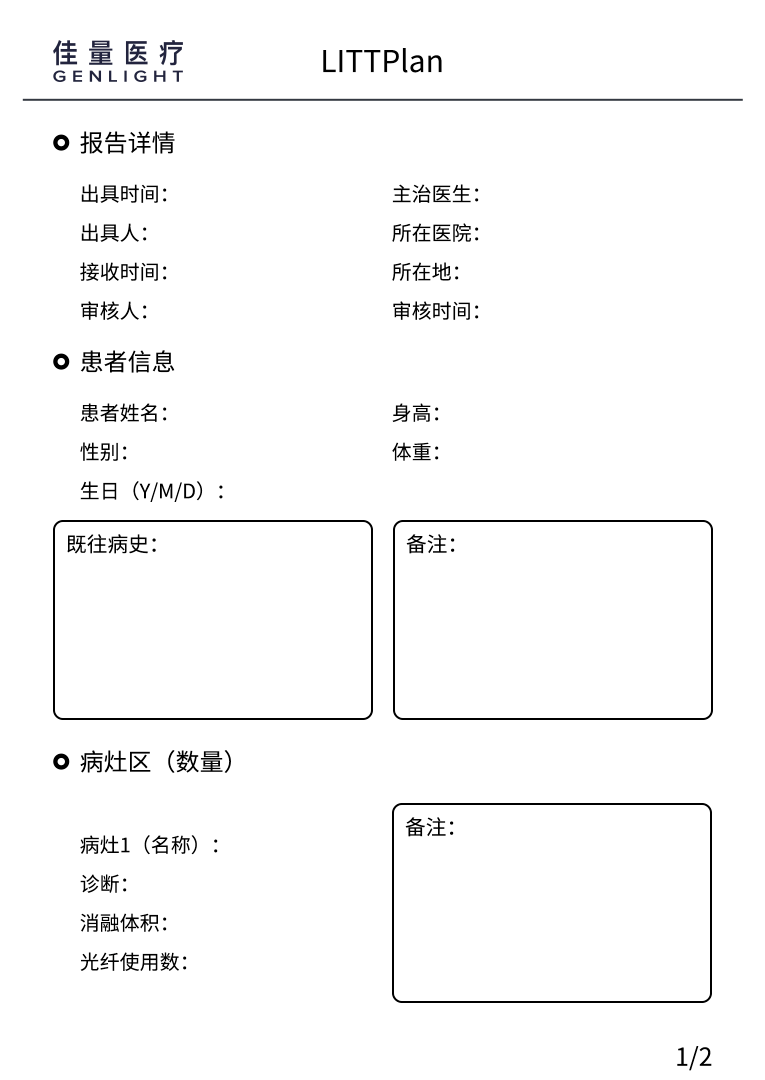 佳量医疗
GENLIGHT
LITTPlan
报告详情
出具时间：
主治医生：
出具人：
所在医院：
接收时间：
所在地：
审核人：
审核时间：
患者信息
患者姓名：
身高：
性别：
体重：
生日（Y/M/D）：
既往病史：
备注：
病灶区（数量）
备注：
病灶1（名称）：
诊断：
消融体积：
光纤使用数：
1/2